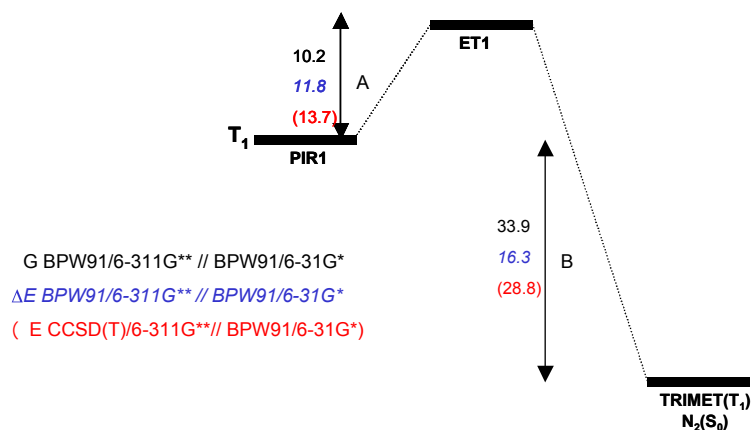 ET1
10.2
11.8
(13.7)
A
T₁
PIR1
33.9
16.3
(28.8)
B
G BPW91/6-311G** // BPW91/6-31G*
ΔE BPW91/6-311G** // BPW91/6-31G*
( E CCSD(T)/6-311G**// BPW91/6-31G*)
TRIMET(T₁)
N₂(S₀)